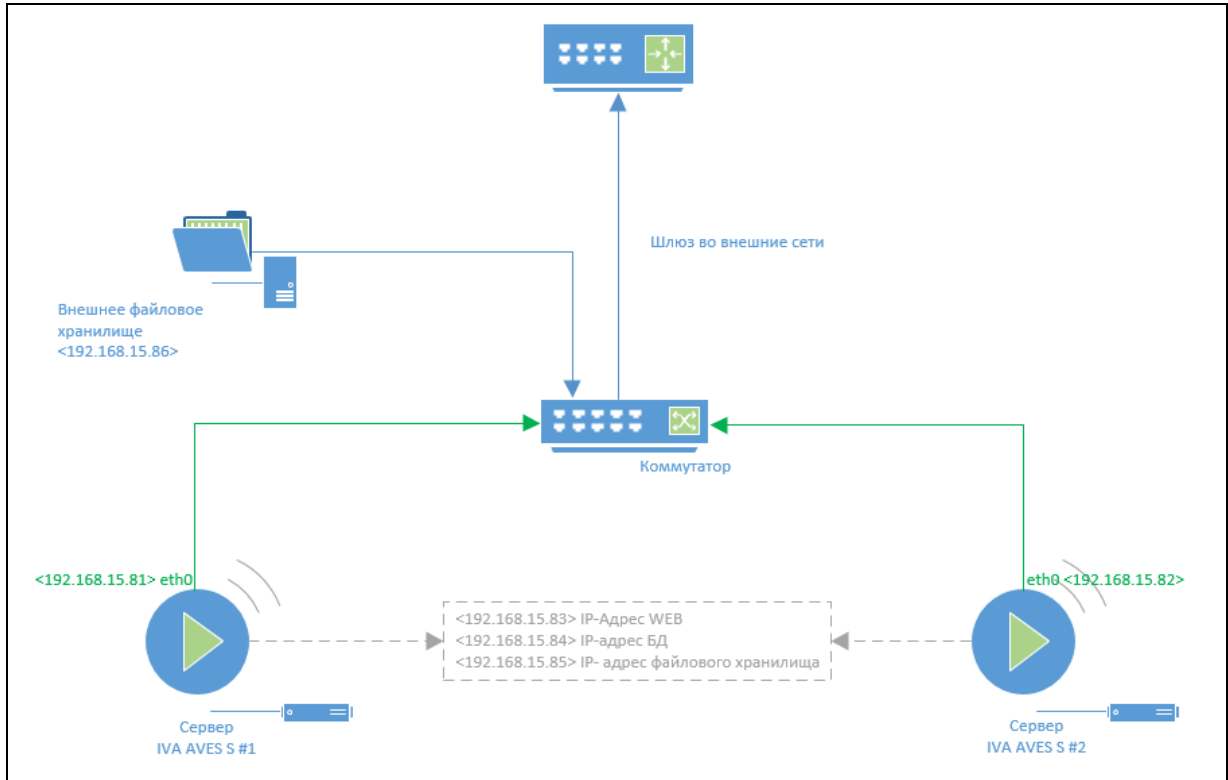 Шлюз во внешние сети
Внешнее файловое
хранилище
<192.168.15.86>
Коммутатор
<192.168.15.81> eth0
eth0 <192.168.15.82>
<192.168.15.83> IP-Адрес WEB
<192.168.15.84> IP-адрес БД
<192.168.15.85> IP- адрес файлового хранилища
Сервер
IVA AVES S #1
Сервер
IVA AVES S #2